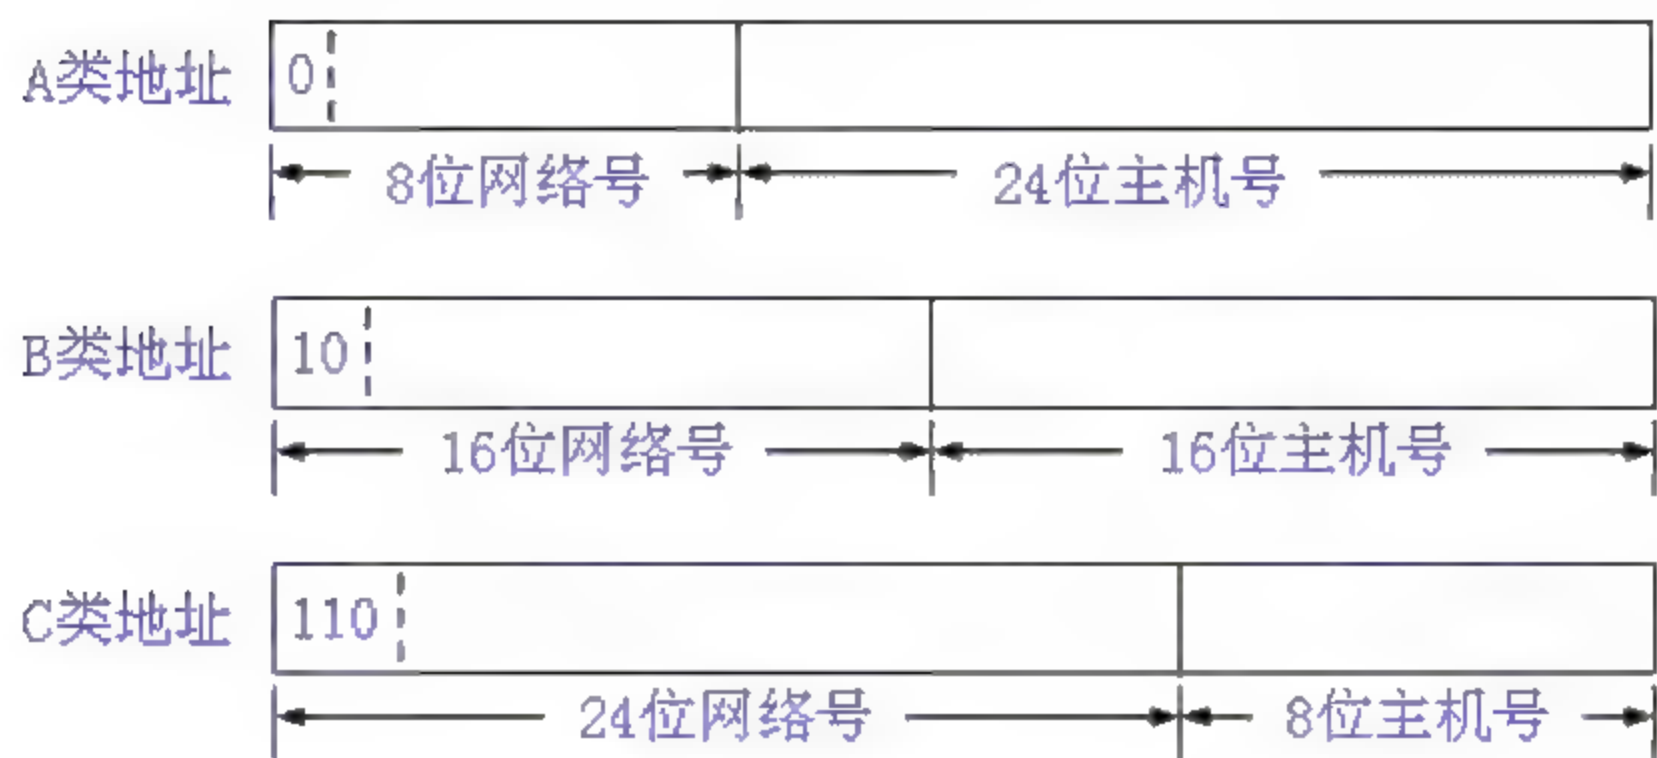 A类地址 0
8位网络号 24位主机号
B类地址 10
16位网络号 16位主机号
C类地址 110
24位网络号 8位主机号